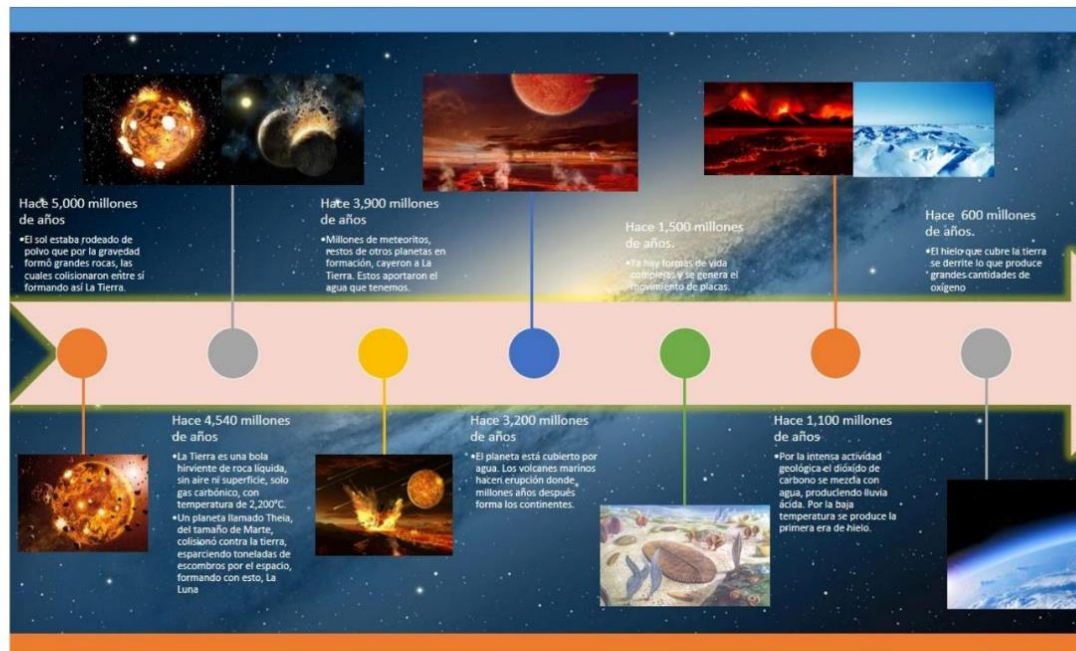 Hace 5,000 millones
de años
•El sol estaba rodeado de
polvo que por la gravedad
formó grandes rocas, las
cuales colisionaron entre sí
formando así La Tierra.
Hace 4,540 millones
de años
•La Tierra es una bola
hirviente de roca líquida,
sin aire ni superficie, solo
gas carbónico, con
temperatura de 2,200°C.
•Un planeta llamado Theia,
del tamaño de Marte,
colisionó contra la tierra,
esparciendo toneladas de
escombros por el espacio,
formando con esto, La
Luna
Hace 3,900 millones
de años
•Millones de meteoritos,
restos de otros planetas en
formación, cayeron a La
Tierra. Estos aportaron el
agua que tenemos.
Hace 3,200 millones
de años
•El planeta está cubierto por
agua. Los volcanes marinos
hacen erupción donde
millones años después
forma los continentes.
Hace 1,500 millones
de años.
•Ya hay formas de vida
complejas y se genera el
movimiento de placas.
Hace 1,100 millones
de años
•Por la intensa actividad
geológica el dióxido de
carbono se mezcla con
agua, produciendo lluvia
ácida. Por la baja
temperatura se produce la
primera era de hielo.
Hace 600 millones
de años.
•El hielo que cubre la tierra
se derrite lo que produce
grandes cantidades de
oxígeno